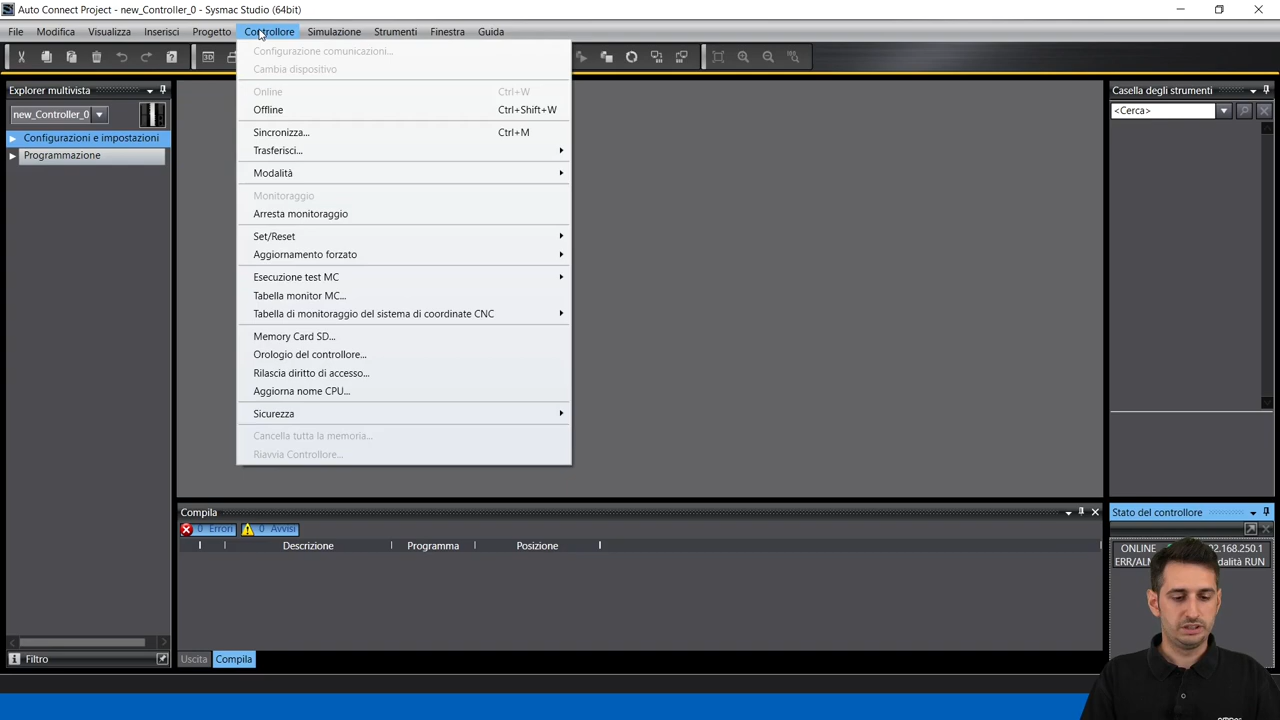 Auto Connect Project - new_Controller_0 - Sysmac Studio (64bit)
File Modifica Visualizza Inserisci Progetto Controllore Simulazione Strumenti Finestra Guida
Configurazione comunicazioni...
Cambia dispositivo
Online Ctrl+W
Offline Ctrl+Shift+W
Sincronizza... Ctrl+M
Trasferisci...
Modalità
Monitoraggio
Arresta monitoraggio
Set/Reset
Aggiornamento forzato
Esecuzione test MC
Tabella monitor MC...
Tabella di monitoraggio del sistema di coordinate CNC
Memory Card SD...
Orologio del controllore...
Rilascia diritto di accesso...
Aggiorna nome CPU...
Sicurezza
Cancella tutta la memoria...
Riavvia Controllore...
Explorer multivista
new_Controller_0
Configurazioni e impostazioni
Programmazione
Filtro
Casella degli strumenti
<Cerca>
Compila
0 Errori 0 Avvisi
Descrizione Programma Posizione
Uscita Compila
Stato del controllore
ONLINE 2.168.250.1
ERR/ALM dalità RUN